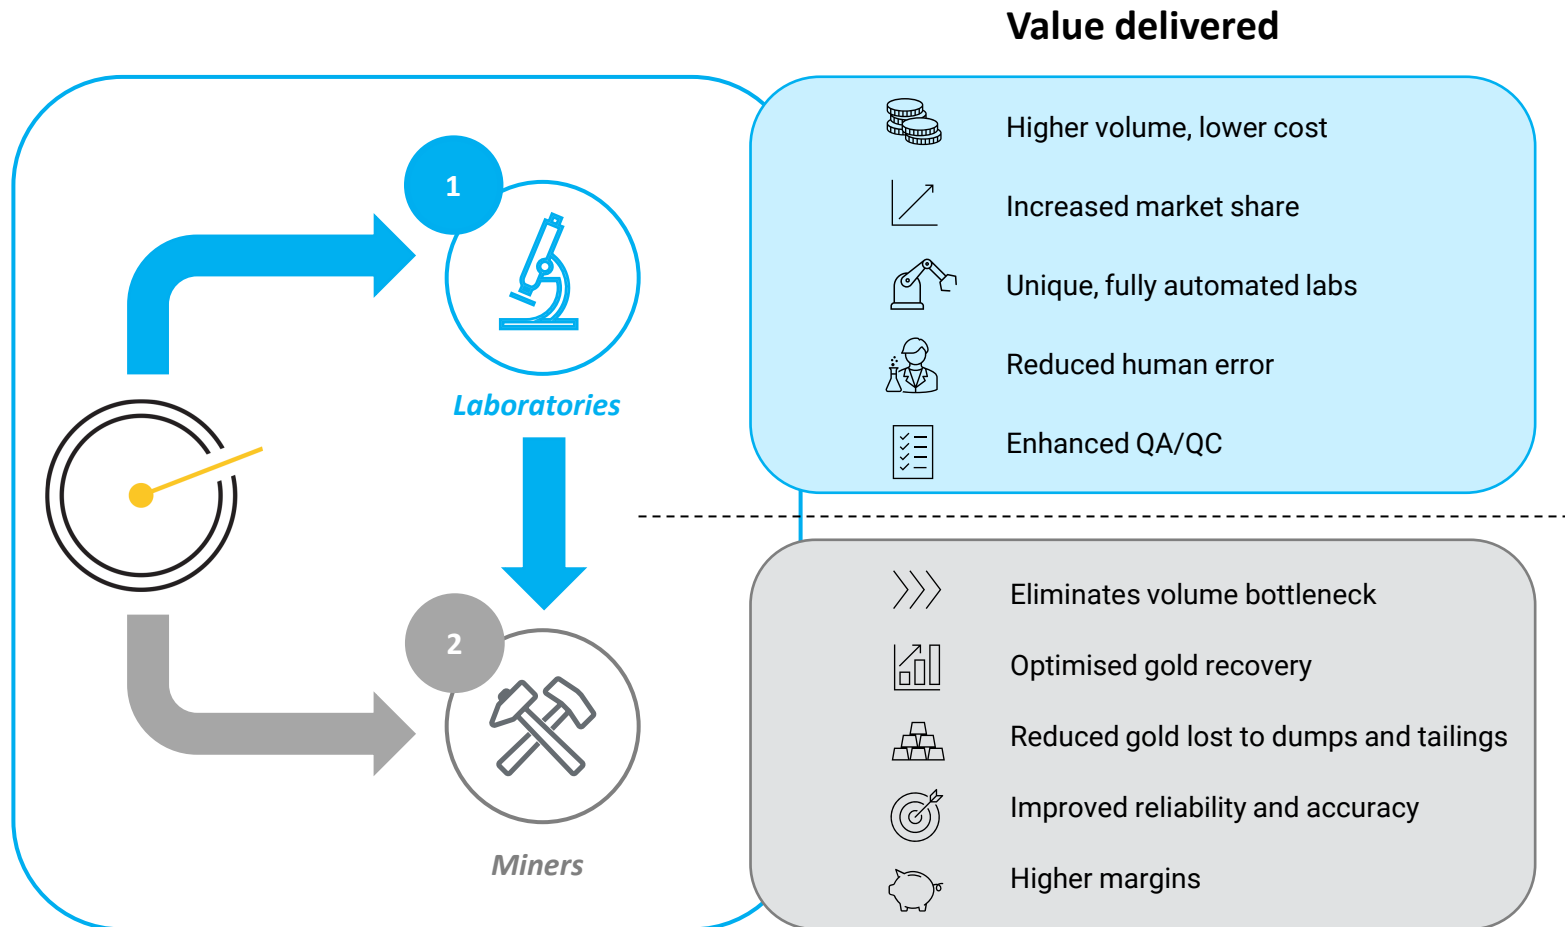 Value delivered
1
Laboratories
2
Miners
Higher volume, lower cost
Increased market share
Unique, fully automated labs
Reduced human error
Enhanced QA/QC
Eliminates volume bottleneck
Optimised gold recovery
Reduced gold lost to dumps and tailings
Improved reliability and accuracy
Higher margins